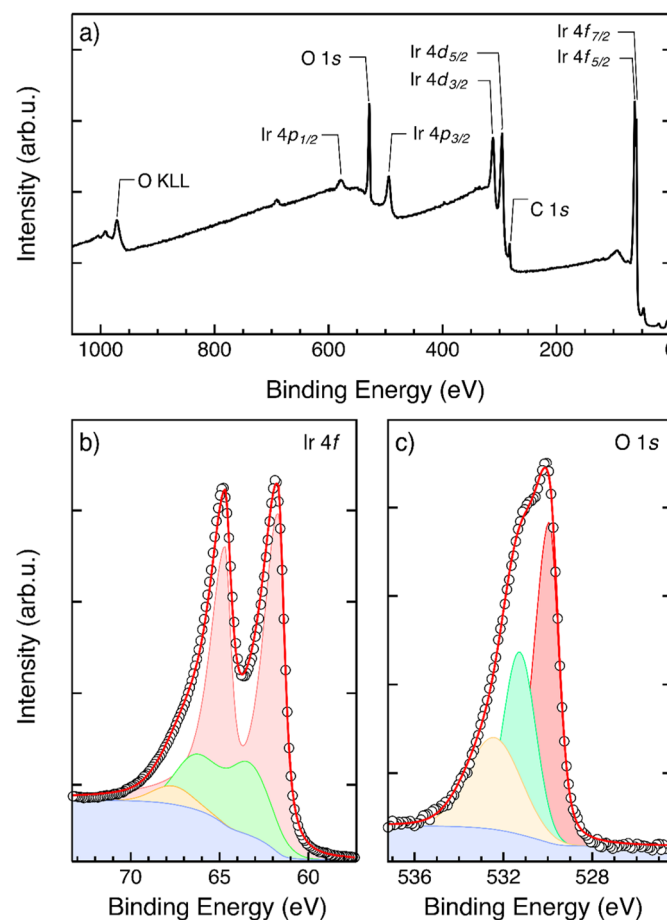 a)
Intensity (arb.u.)
O KLL
Ir 4p1/2
O 1s
Ir 4p3/2
Ir 4d5/2
Ir 4d3/2
C 1s
Ir 4f7/2
Ir 4f5/2
1000 800 600 400 200
Binding Energy (eV)
b) Ir 4f
Intensity (arb.u.)
70 65 60
Binding Energy (eV)
c) O 1s
536 532 528
Binding Energy (eV)